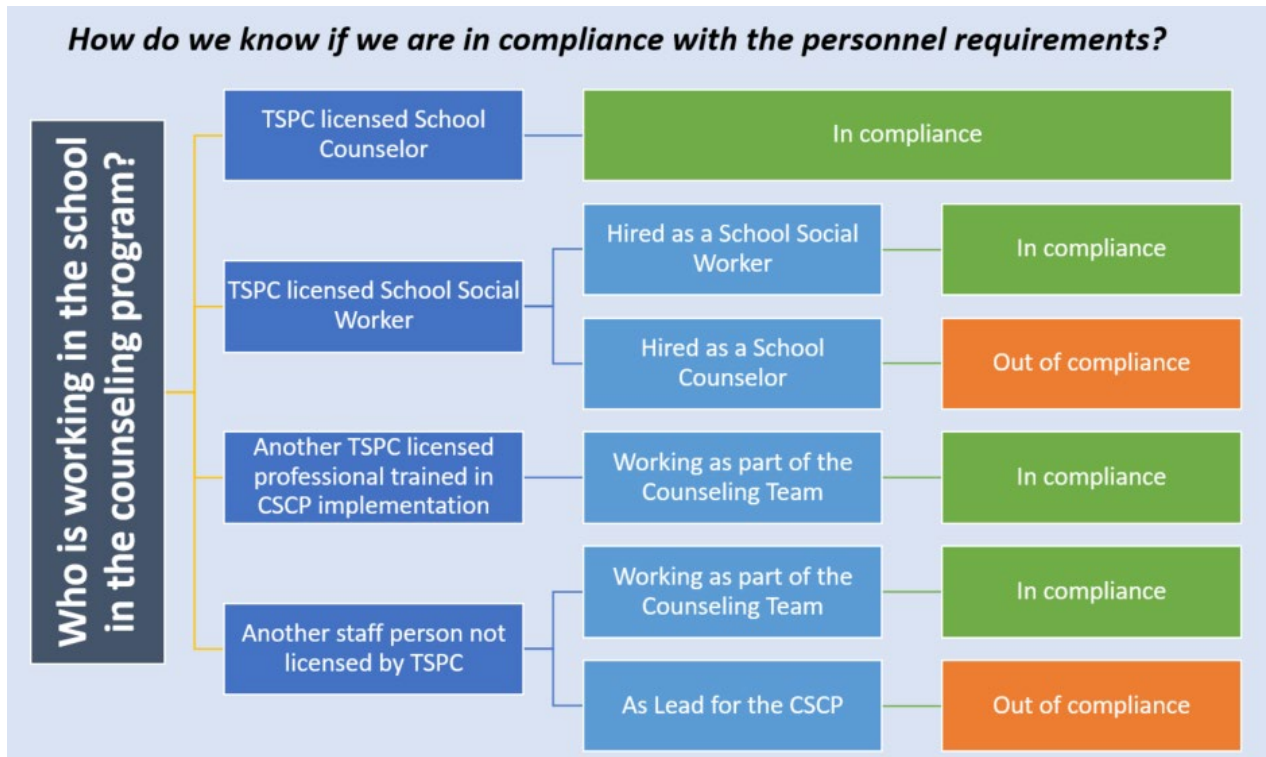 How do we know if we are in compliance with the personnel requirements?
Who is working in the school
in the counseling program?
TSPC licensed School
Counselor
In compliance
TSPC licensed School Social
Worker
Hired as a School Social
Worker
In compliance
Hired as a School
Counselor
Out of compliance
Another TSPC licensed
professional trained in
CSCP implementation
Working as part of the
Counseling Team
In compliance
Another staff person not
licensed by TSPC
Working as part of the
Counseling Team
In compliance
As Lead for the CSCP
Out of compliance